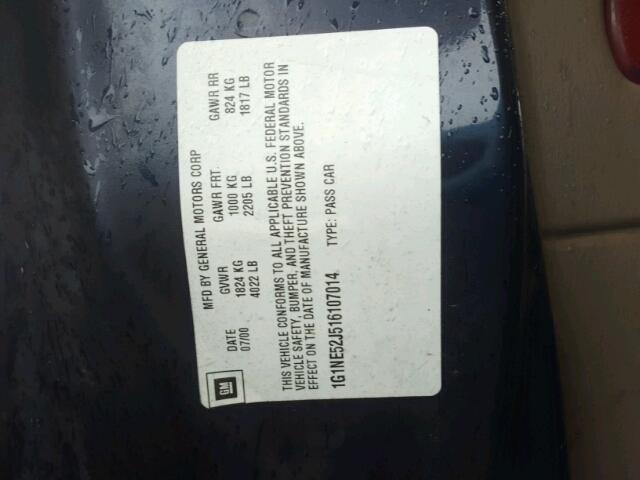 GM
MFD BY GENERAL MOTORS CORP
DATE GVWR GAWR FRT. GAWR RR
07/00 1824 KG 1000 KG 824 KG
4022 LB 2205 LB 1817 LB
THIS VEHICLE CONFORMS TO ALL APPLICABLE U.S. FEDERAL MOTOR
VEHICLE SAFETY, BUMPER, AND THEFT PREVENTION STANDARDS IN
EFFECT ON THE DATE OF MANUFACTURE SHOWN ABOVE.
1G1NE52J516107014 TYPE: PASS CAR